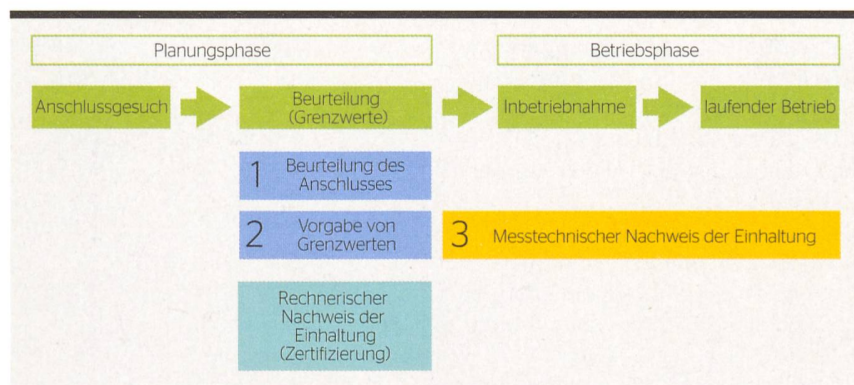 Planungsphase
Betriebsphase
Anschlussgesuch
Beurteilung
(Grenzwerte)
Inbetriebnahme
laufender Betrieb
1
Beurteilung des
Anschlusses
2
Vorgabe von
Grenzwerten
3
Messtechnischer Nachweis der Einhaltung
Rechnerischer
Nachweis der
Einhaltung
(Zertifizierung)